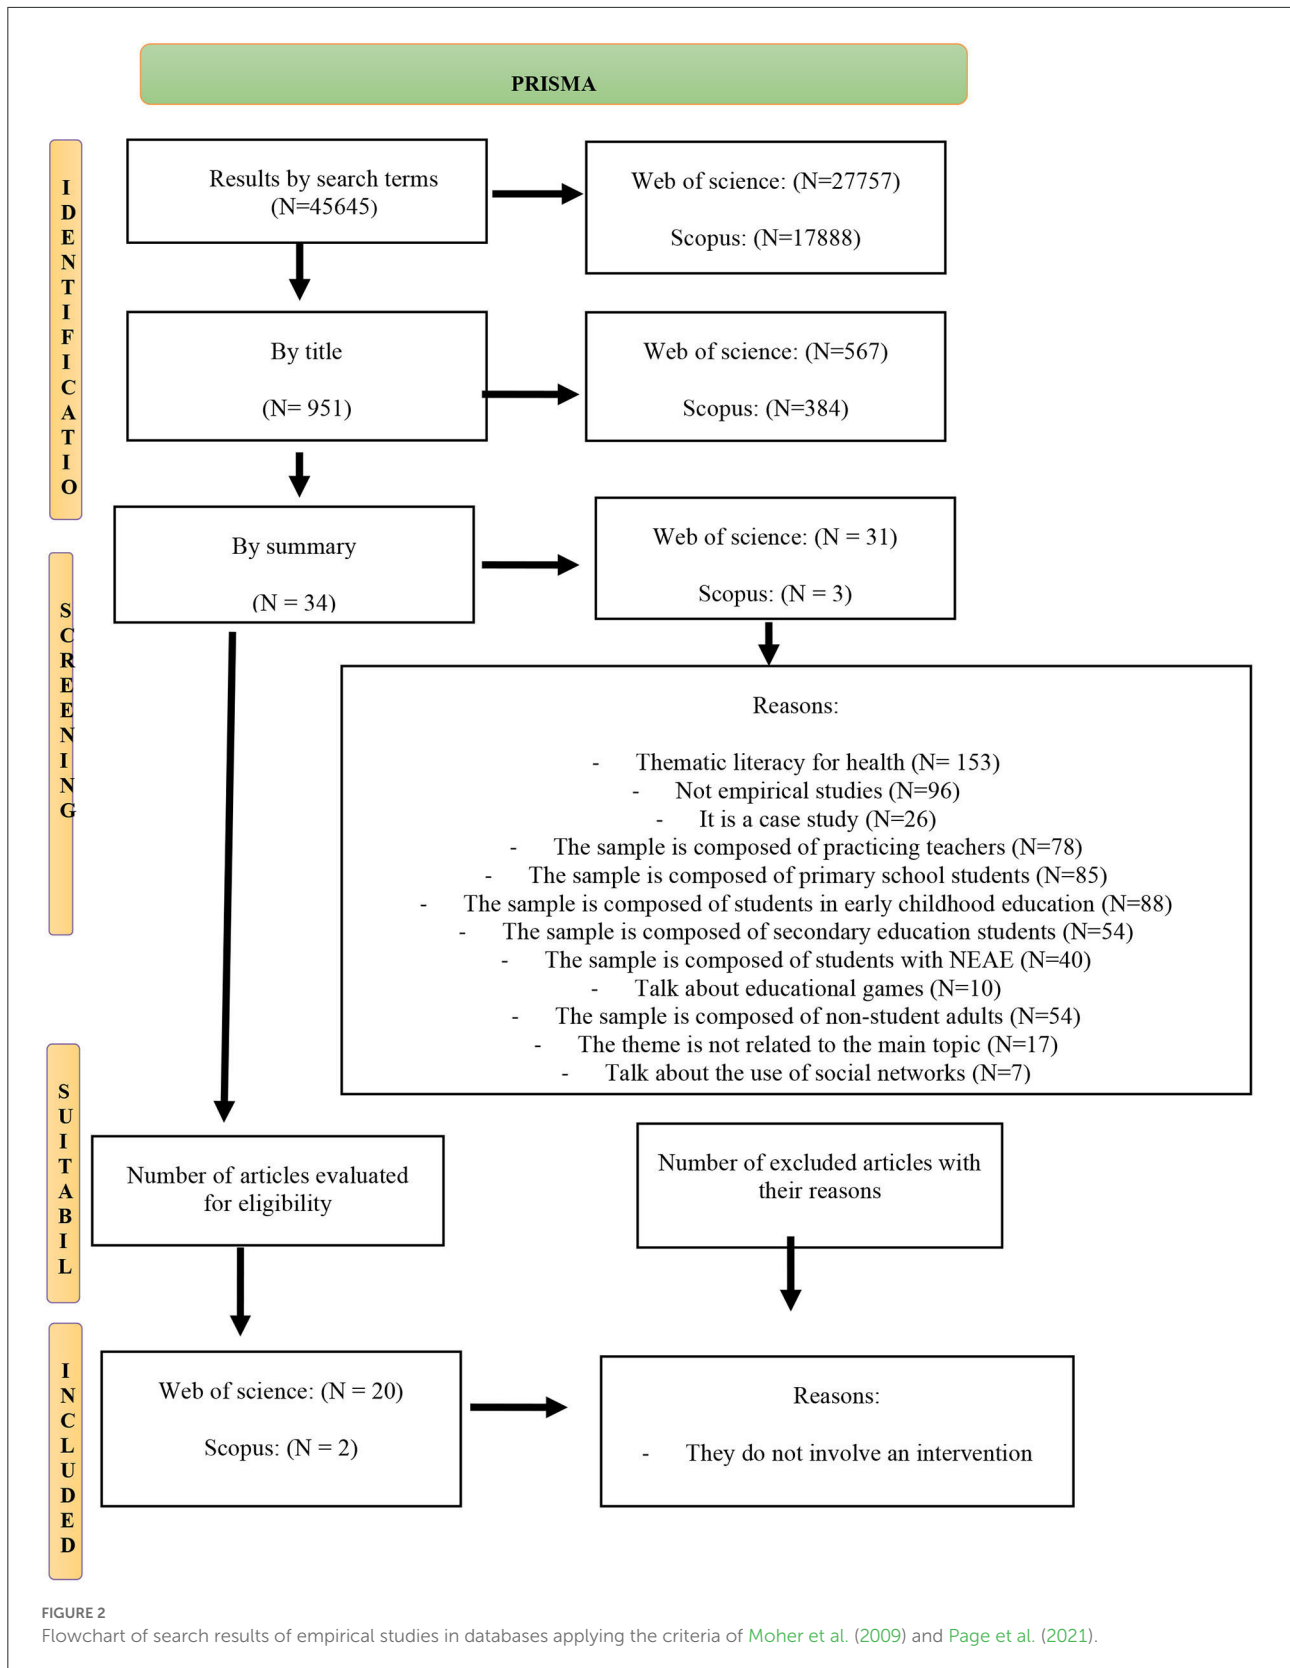 PRISMA
IDENTIFICATIO
Results by search terms
(N=45645)
Web of science: (N=27757)
Scopus: (N=17888)
By title
(N= 951)
Web of science: (N=567)
Scopus: (N=384)
SCREENING
By summary
(N = 34)
Web of science: (N = 31)
Scopus: (N = 3)
Reasons:
- Thematic literacy for health (N= 153)
- Not empirical studies (N=96)
- It is a case study (N=26)
- The sample is composed of practicing teachers (N=78)
- The sample is composed of primary school students (N=85)
- The sample is composed of students in early childhood education (N=88)
- The sample is composed of secondary education students (N=54)
- The sample is composed of students with NEAE (N=40)
- Talk about educational games (N=10)
- The sample is composed of non-student adults (N=54)
- The theme is not related to the main topic (N=17)
- Talk about the use of social networks (N=7)
SUITABIL
Number of articles evaluated
for eligibility
Number of excluded articles with
their reasons
INCLUDED
Web of science: (N = 20)
Scopus: (N = 2)
Reasons:
- They do not involve an intervention
FIGURE 2
Flowchart of search results of empirical studies in databases applying the criteria of Moher et al. (2009) and Page et al. (2021).